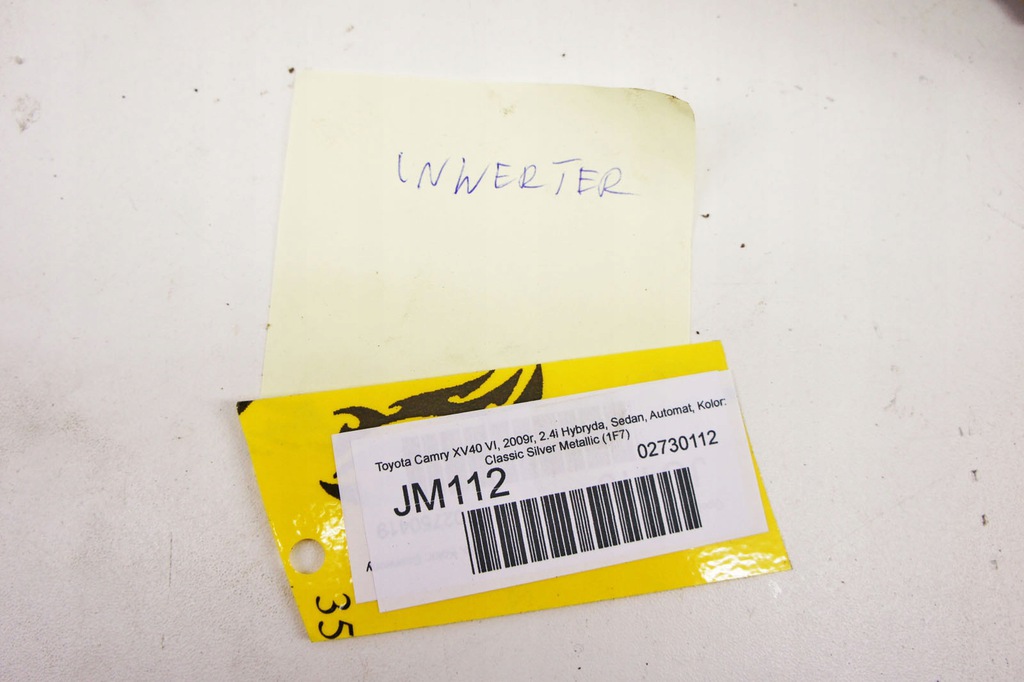 INWERTER
Toyota Camry XV40 VI, 2009r, 2.4i Hybryda, Sedan, Automat, Kolor:
Classic Silver Metallic (1F7)
JM112 02730112
35